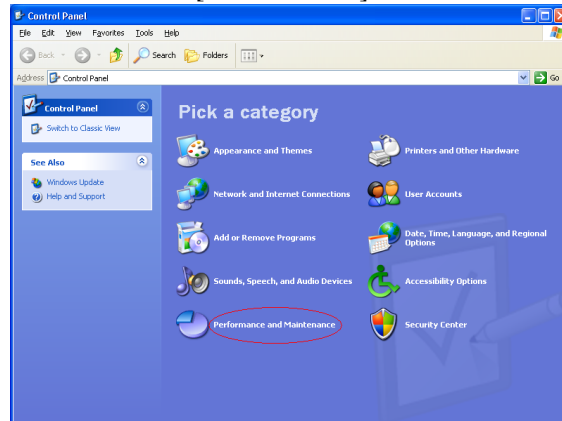 Control Panel
File Edit View Favorites Tools Help
Back Search Folders
Address Control Panel Go
Control Panel
Switch to Classic View
See Also
Windows Update
Help and Support
Pick a category
Appearance and Themes
Printers and Other Hardware
Network and Internet Connections
User Accounts
Add or Remove Programs
Date, Time, Language, and Regional
Options
Sounds, Speech, and Audio Devices
Accessibility Options
Performance and Maintenance
Security Center